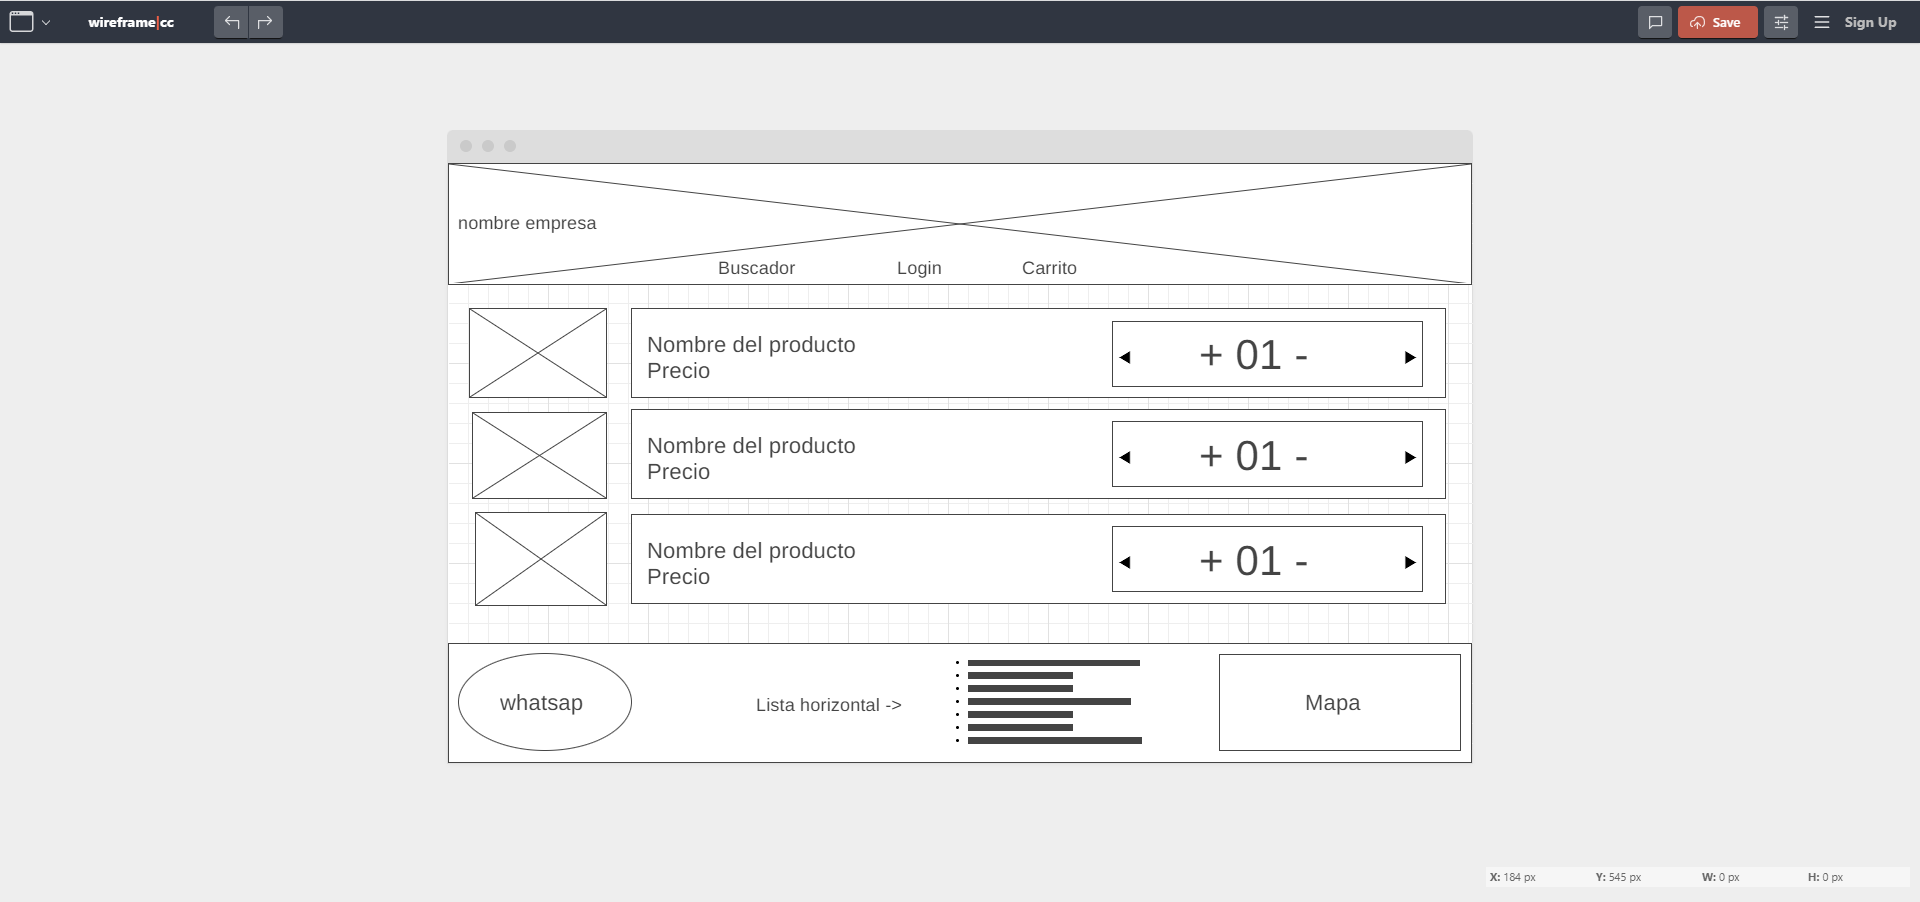 wireframe|cc
Save
Sign Up
nombre empresa
Buscador Login Carrito
Nombre del producto
Precio
+ 01 -
Nombre del producto
Precio
+ 01 -
Nombre del producto
Precio
+ 01 -
whatsap
Lista horizontal ->
Mapa
X: 184 px Y: 545 px W: 0 px H: 0 px